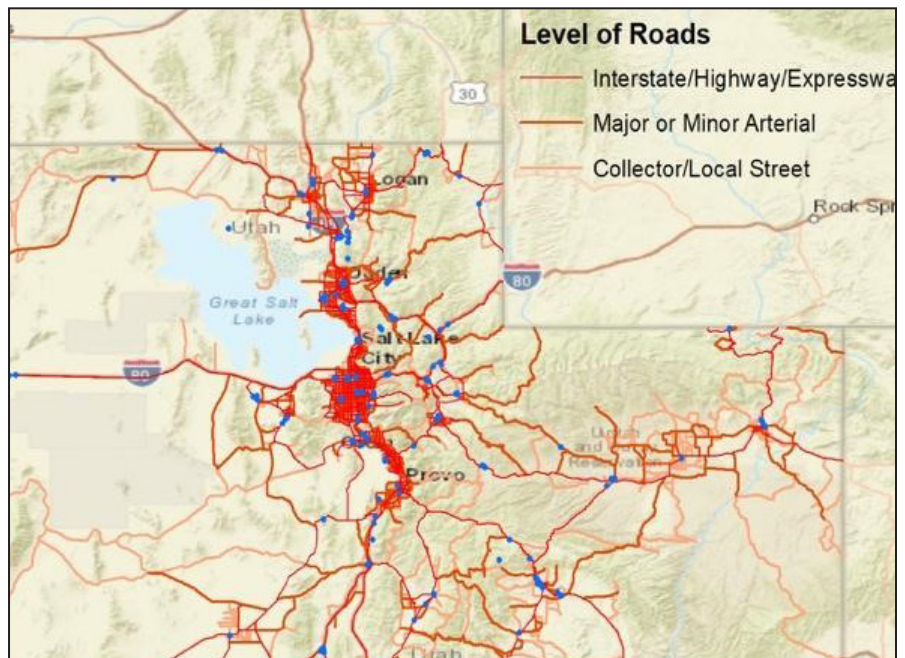 Level of Roads
Interstate/Highway/Expresswa
Major or Minor Arterial
Collector/Local Street
30
Logan
Rock Spr
Utah
80
Ogden
Great Salt
Lake
Salt Lake
City
80
Uintah
and
Reservation
Provo
Utah